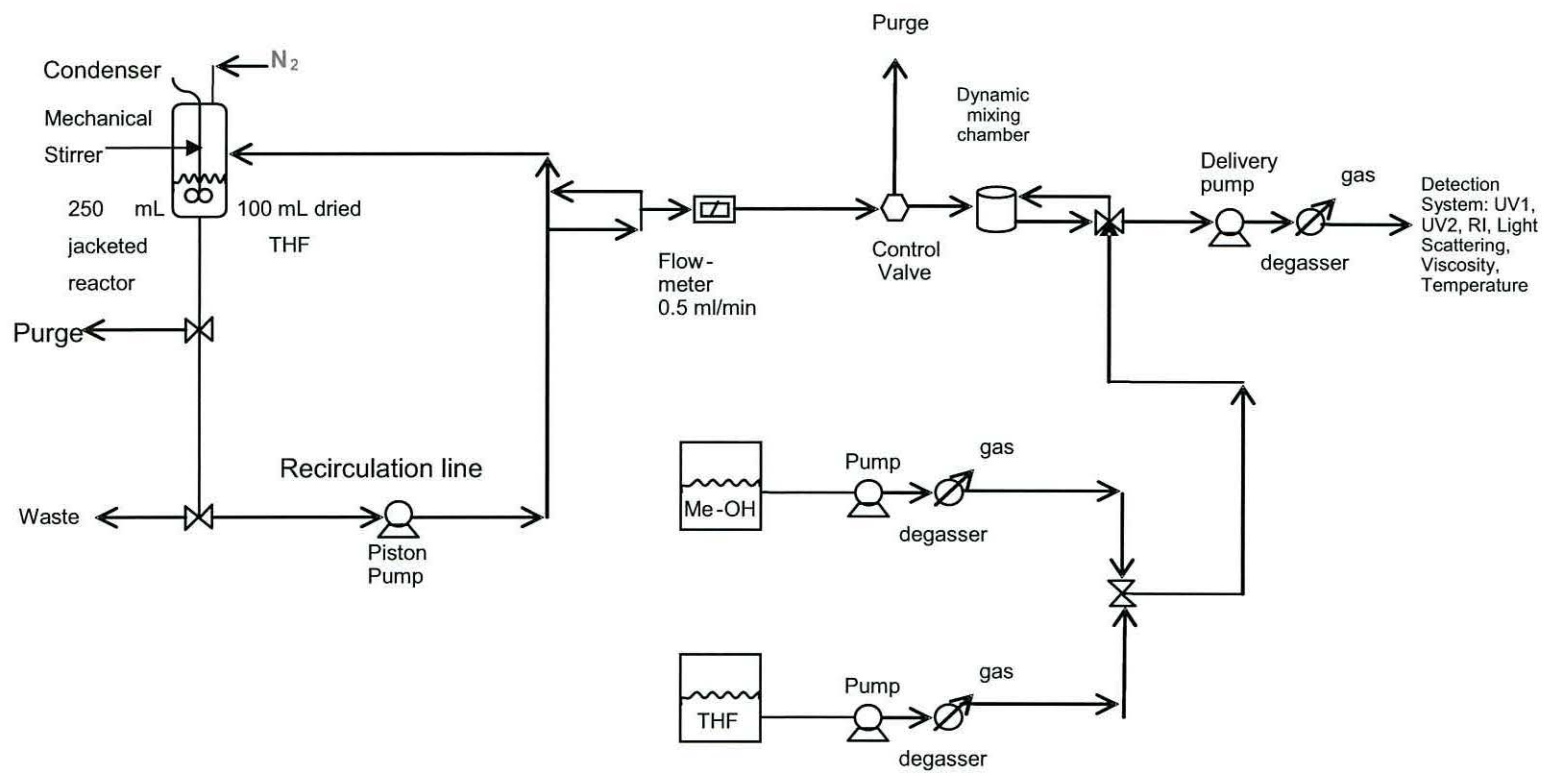 Purge
N2
Condenser
Mechanical
Stirrer
Dynamic
mixing
chamber
Delivery
pump
gas
Detection
System: UV1,
UV2, RI, Light
Scattering,
Viscosity,
Temperature
250 mL
jacketed
reactor
100 mL dried
THF
Control
Valve
degasser
Flow-
meter
0.5 ml/min
Purge
Recirculation line
Waste
Piston
Pump
Me-OH
Pump
gas
degasser
THF
Pump
gas
degasser